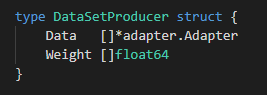 type DataSetProducer struct {
    Data   []*adapter.Adapter
    Weight []float64
}